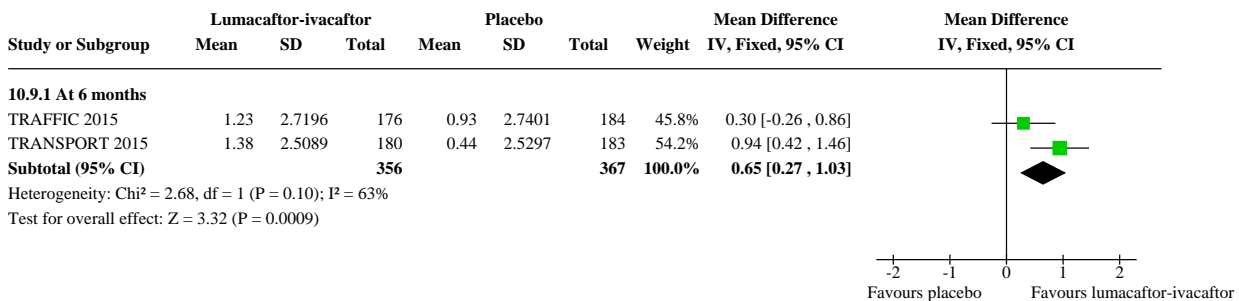 Lumacaftor-ivacaftor Placebo Mean Difference Mean Difference
Study or Subgroup Mean SD Total Mean SD Total Weight IV, Fixed, 95% CI IV, Fixed, 95% CI
10.9.1 At 6 months
TRAFFIC 2015 1.23 2.7196 176 0.93 2.7401 184 45.8% 0.30 [-0.26 , 0.86]
TRANSPORT 2015 1.38 2.5089 180 0.44 2.5297 183 54.2% 0.94 [0.42 , 1.46]
Subtotal (95% CI) 356 367 100.0% 0.65 [0.27 , 1.03]
Heterogeneity: Chi² = 2.68, df = 1 (P = 0.10); I² = 63%
Test for overall effect: Z = 3.32 (P = 0.0009)
-2 -1 0 1 2
Favours placebo Favours lumacaftor-ivacaftor